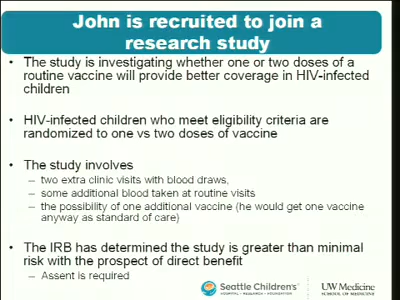 John is recruited to join a
research study
• The study is investigating whether one or two doses of a
routine vaccine will provide better coverage in HIV-infected
children
• HIV-infected children who meet eligibility criteria are
randomized to one vs two doses of vaccine
• The study involves
– two extra clinic visits with blood draws,
– some additional blood taken at routine visits
– the possibility of one additional vaccine (he would get one vaccine
anyway as standard of care)
• The IRB has determined the study is greater than minimal
risk with the prospect of direct benefit
– Assent is required
Seattle Children's
HOSPITAL • RESEARCH • FOUNDATION
UW Medicine
SCHOOL OF MEDICINE